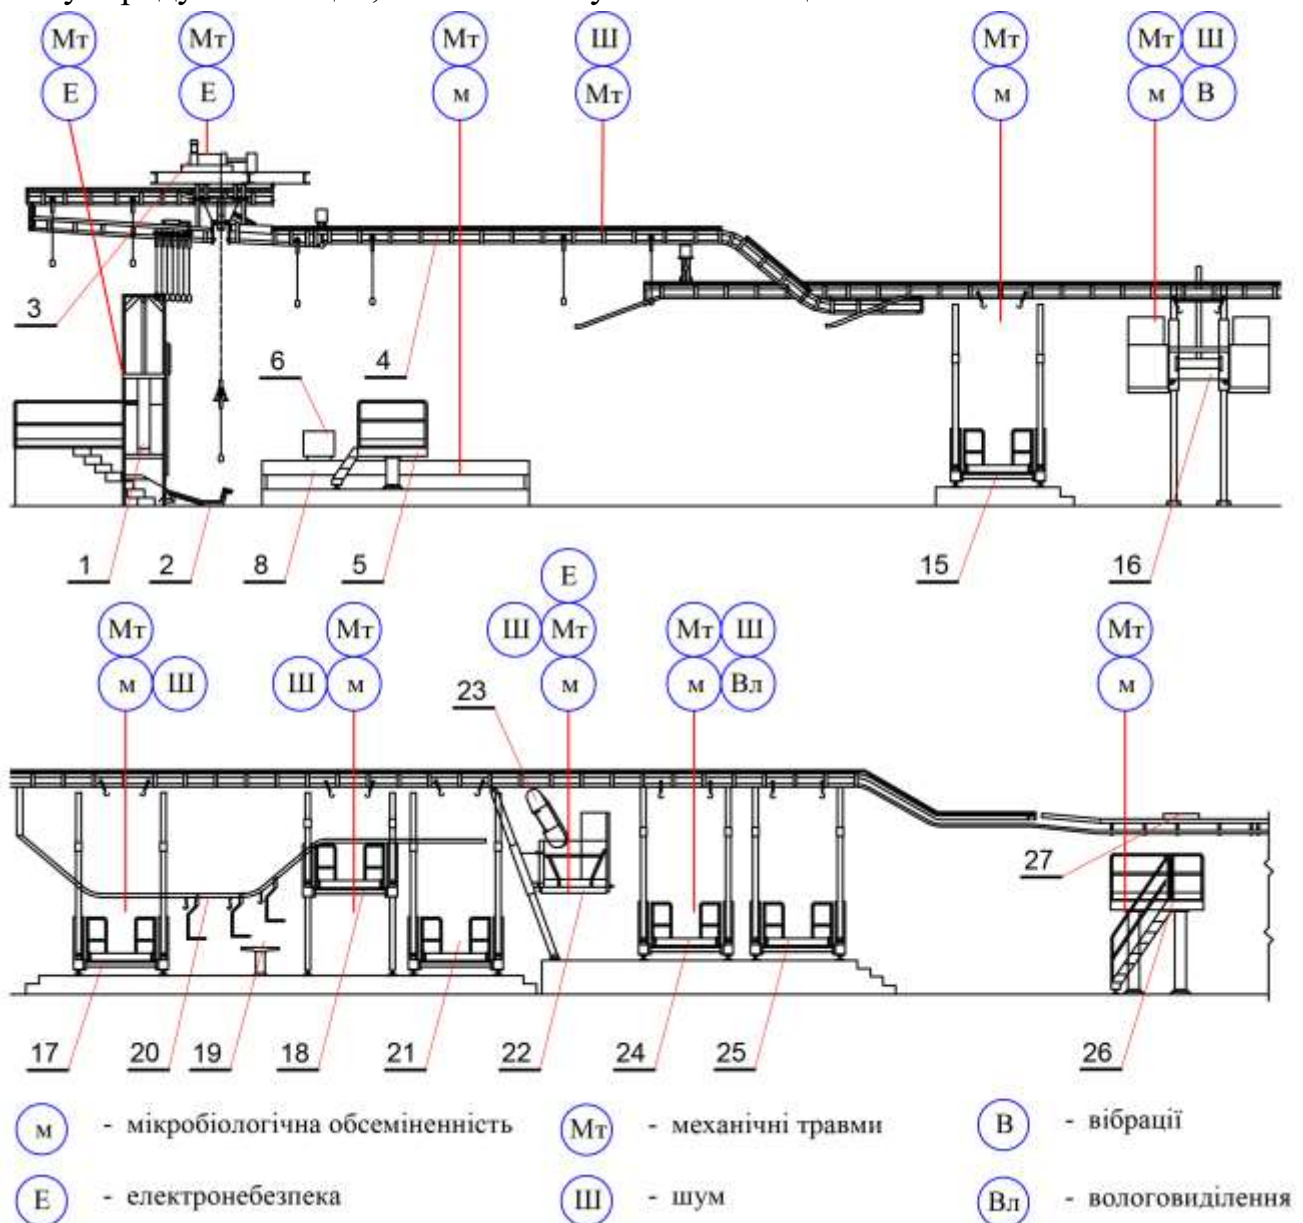 Мт Мт Мт Ш Мт Мт Ш
Е Е м Мт м м В
3 6 4
1 2 8 5 15 16
Е
Мт Мт Ш Мт Мт Ш Мт
м Ш Ш м м м Вл м
23
27
17 20 19 18 21 22 24 25 26
м - мікробіологічна обсеміненність Мт - механічні травми В - вібрації
Е - електронебезпека Ш - шум Вл - вологовиділення